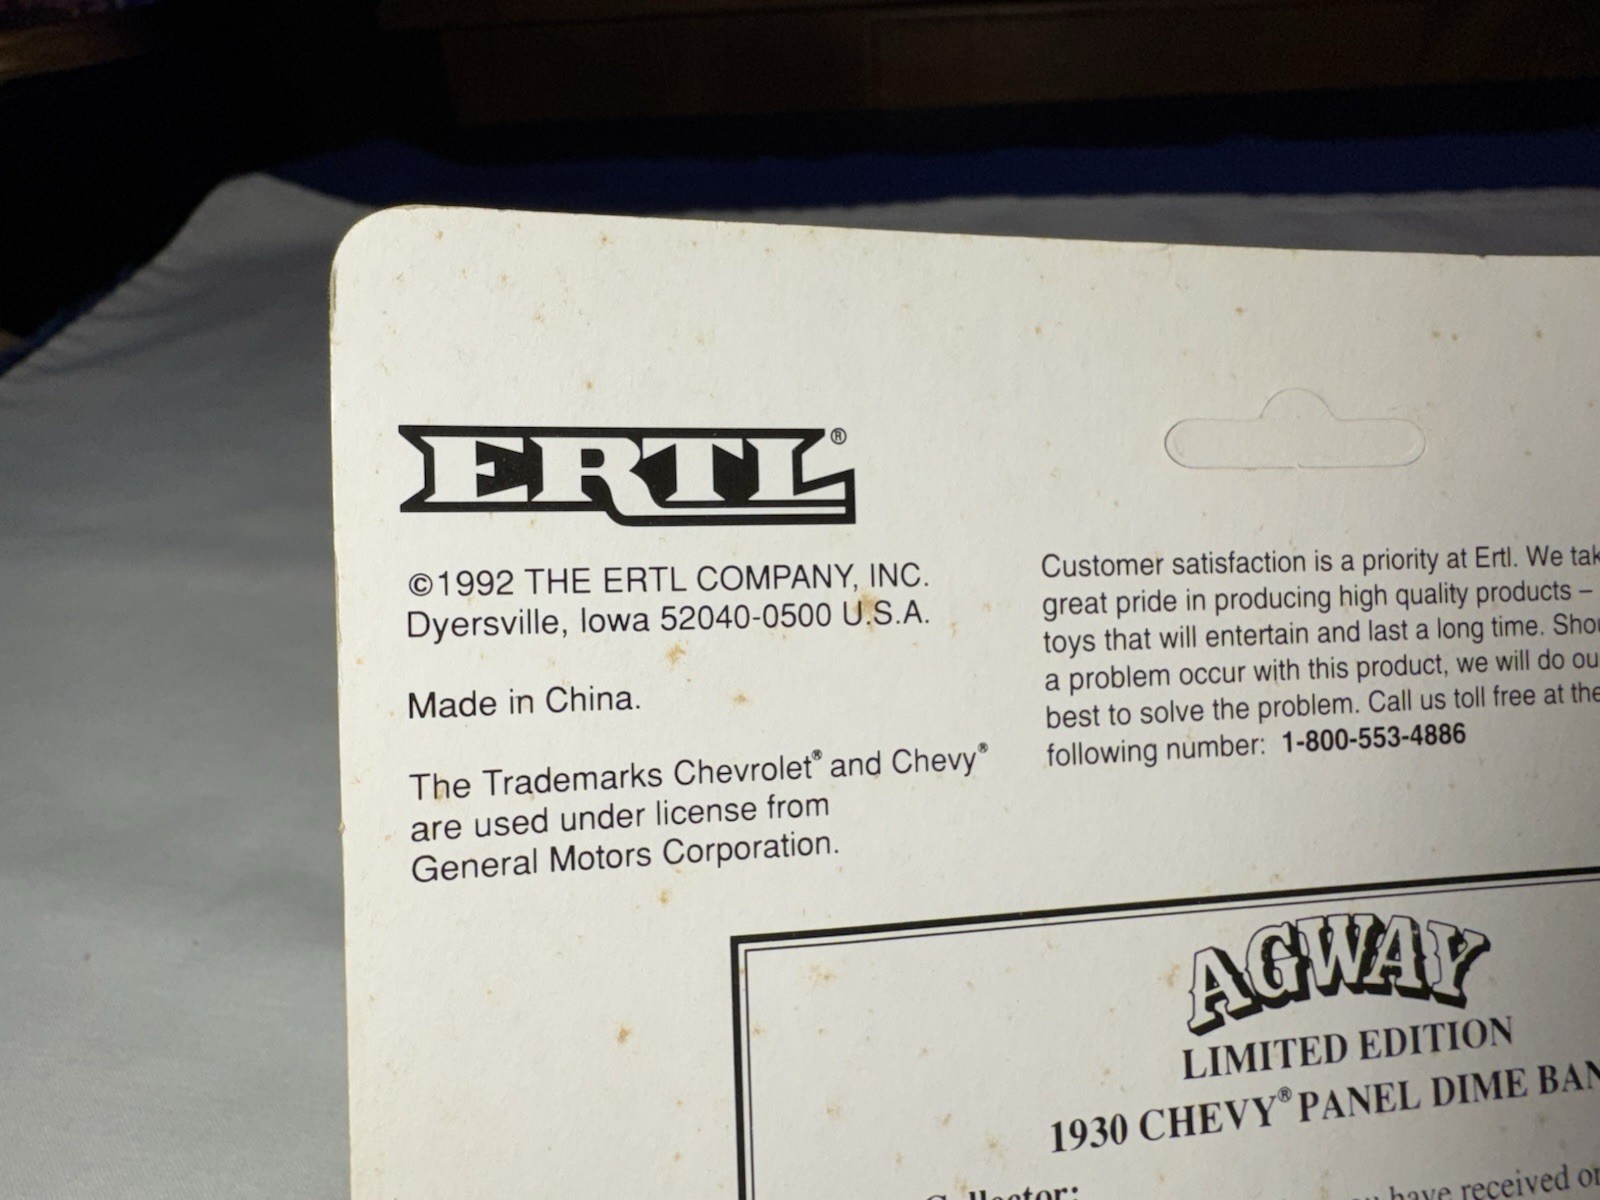 ERTL®
©1992 THE ERTL COMPANY, INC.
Dyersville, Iowa 52040-0500 U.S.A.
Made in China.
The Trademarks Chevrolet® and Chevy®
are used under license from
General Motors Corporation.
Customer satisfaction is a priority at Ertl. We
great pride in producing high quality products –
toys that will entertain and last a long time.
a problem occur with this product, we will do
best to solve the problem. Call us toll free at the
following number: 1-800-553-4886
AGWAY
LIMITED EDITION
1930 CHEVY® PANEL DIME
have received